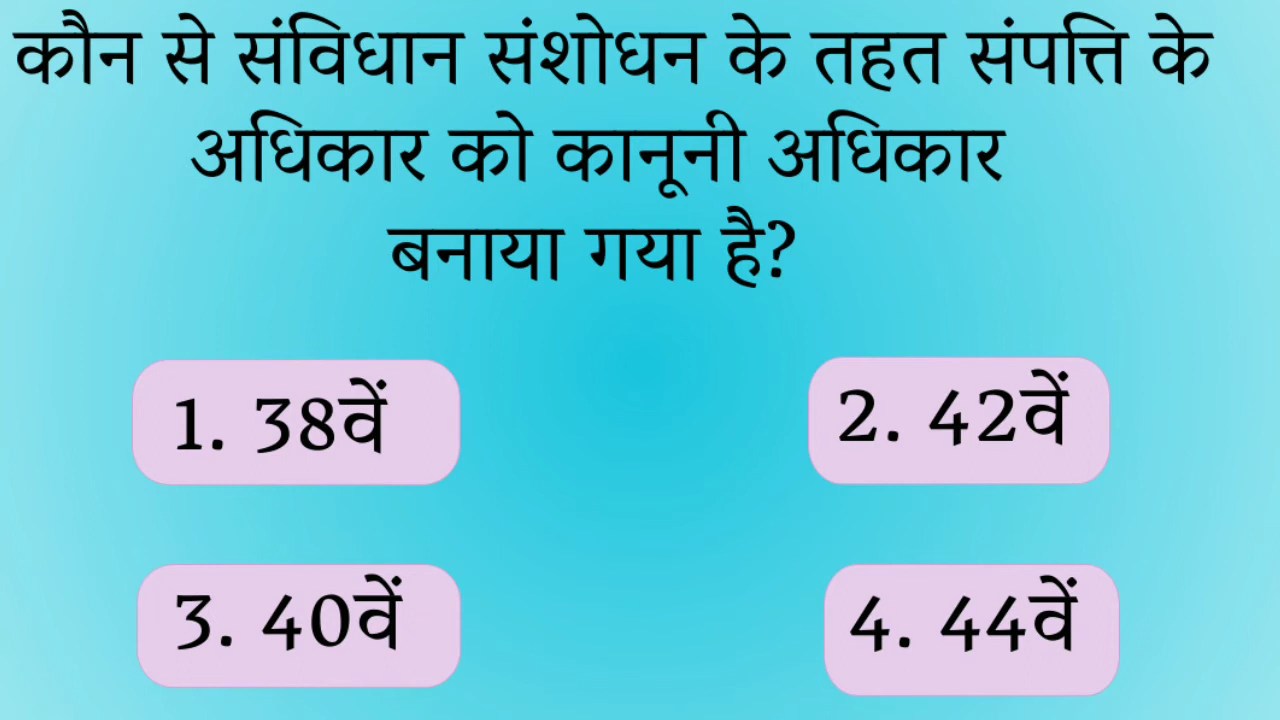 कौन से संविधान संशोधन के तहत संपत्ति के
अधिकार को कानूनी अधिकार
बनाया गया है?
1. 38वें
2. 42वें
3. 40वें
4. 44वें